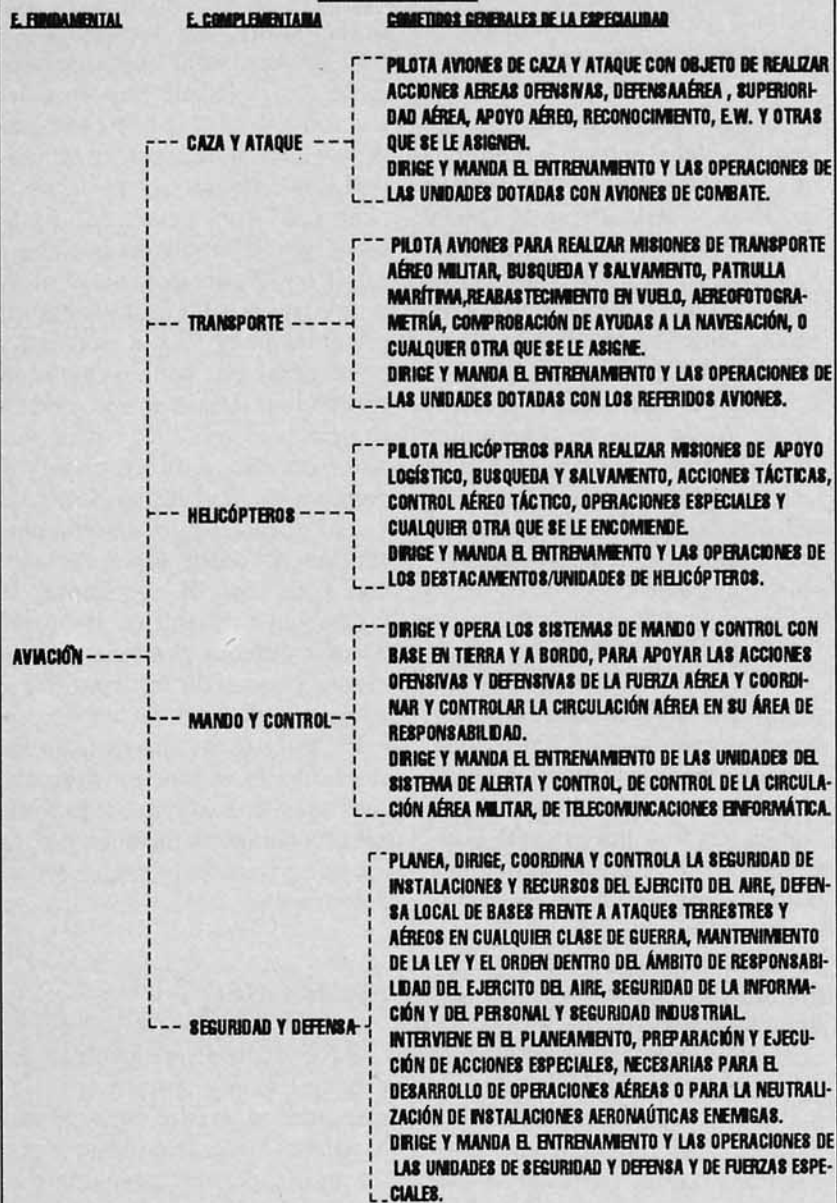 E. FUNDAMENTAL E. COMPLEMENTARIA COMETIDOS GENERALES DE LA ESPECIALIDAD
PILOTA AVIONES DE CAZA Y ATAQUE CON OBJETO DE REALIZAR
ACCIONES AEREAS OFENSIVAS, DEFENSAAÉREA , SUPERIORI-
DAD AÉREA, APOYO AÉREO, RECONOCIMIENTO, E.W. Y OTRAS
CAZA Y ATAQUE QUE SE LE ASIGNEN.
DIRIGE Y MANDA EL ENTRENAMIENTO Y LAS OPERACIONES DE
LAS UNIDADES DOTADAS CON AVIONES DE COMBATE.
PILOTA AVIONES PARA REALIZAR MISIONES DE TRANSPORTE
AÉREO MILITAR, BUSQUEDA Y SALVAMENTO, PATRULLA
MARÍTIMA,REABASTECIMIENTO EN VUELO, AEREOFOTOGRA-
TRANSPORTE METRÍA, COMPROBACIÓN DE AYUDAS A LA NAVEGACIÓN, O
CUALQUIER OTRA QUE SE LE ASIGNE.
DIRIGE Y MANDA EL ENTRENAMIENTO Y LAS OPERACIONES DE
LAS UNIDADES DOTADAS CON LOS REFERIDOS AVIONES.
PILOTA HELICÓPTEROS PARA REALIZAR MISIONES DE APOYO
LOGÍSTICO, BUSQUEDA Y SALVAMENTO, ACCIONES TÁCTICAS,
CONTROL AÉREO TÁCTICO, OPERACIONES ESPECIALES Y
HELICÓPTEROS CUALQUIER OTRA QUE SE LE ENCOMIENDE.
DIRIGE Y MANDA EL ENTRENAMIENTO Y LAS OPERACIONES DE
LOS DESTACAMENTOS/UNIDADES DE HELICÓPTEROS.
AVIACIÓN DIRIGE Y OPERA LOS SISTEMAS DE MANDO Y CONTROL CON
BASE EN TIERRA Y A BORDO, PARA APOYAR LAS ACCIONES
OFENSIVAS Y DEFENSIVAS DE LA FUERZA AÉREA Y COORDI-
NAR Y CONTROLAR LA CIRCULACIÓN AÉREA EN SU ÁREA DE
MANDO Y CONTROL RESPONSABILIDAD.
DIRIGE Y MANDA EL ENTRENAMIENTO DE LAS UNIDADES DEL
SISTEMA DE ALERTA Y CONTROL, DE CONTROL DE LA CIRCULA-
CIÓN AÉREA MILITAR, DE TELECOMUNCACIONES EINFORMÁTICA.
PLANEA, DIRIGE, COORDINA Y CONTROLA LA SEGURIDAD DE
INSTALACIONES Y RECURSOS DEL EJERCITO DEL AIRE, DEFEN-
SA LOCAL DE BASES FRENTE A ATAQUES TERRESTRES Y
AÉREOS EN CUALQUIER CLASE DE GUERRA, MANTENIMIENTO
DE LA LEY Y EL ORDEN DENTRO DEL ÁMBITO DE RESPONSABI-
LIDAD DEL EJERCITO DEL AIRE, SEGURIDAD DE LA INFORMA-
SEGURIDAD Y DEFENSA CIÓN Y DEL PERSONAL Y SEGURIDAD INDUSTRIAL.
INTERVIENE EN EL PLANEAMIENTO, PREPARACIÓN Y EJECU-
CIÓN DE ACCIONES ESPECIALES, NECESARIAS PARA EL
DESARROLLO DE OPERACIONES AÉREAS O PARA LA NEUTRALI-
ZACIÓN DE INSTALACIONES AERONAÚTICAS ENEMIGAS.
DIRIGE Y MANDA EL ENTRENAMIENTO Y LAS OPERACIONES DE
LAS UNIDADES DE SEGURIDAD Y DEFENSA Y DE FUERZAS ESPE-
CIALES.